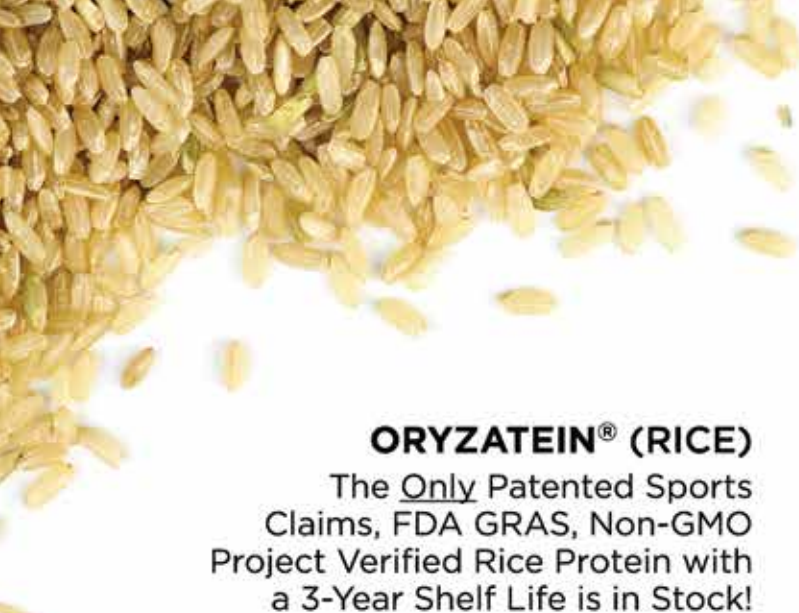 ORYZATEIN® (RICE)
The Only Patented Sports
Claims, FDA GRAS, Non-GMO
Project Verified Rice Protein with
a 3-Year Shelf Life is in Stock!